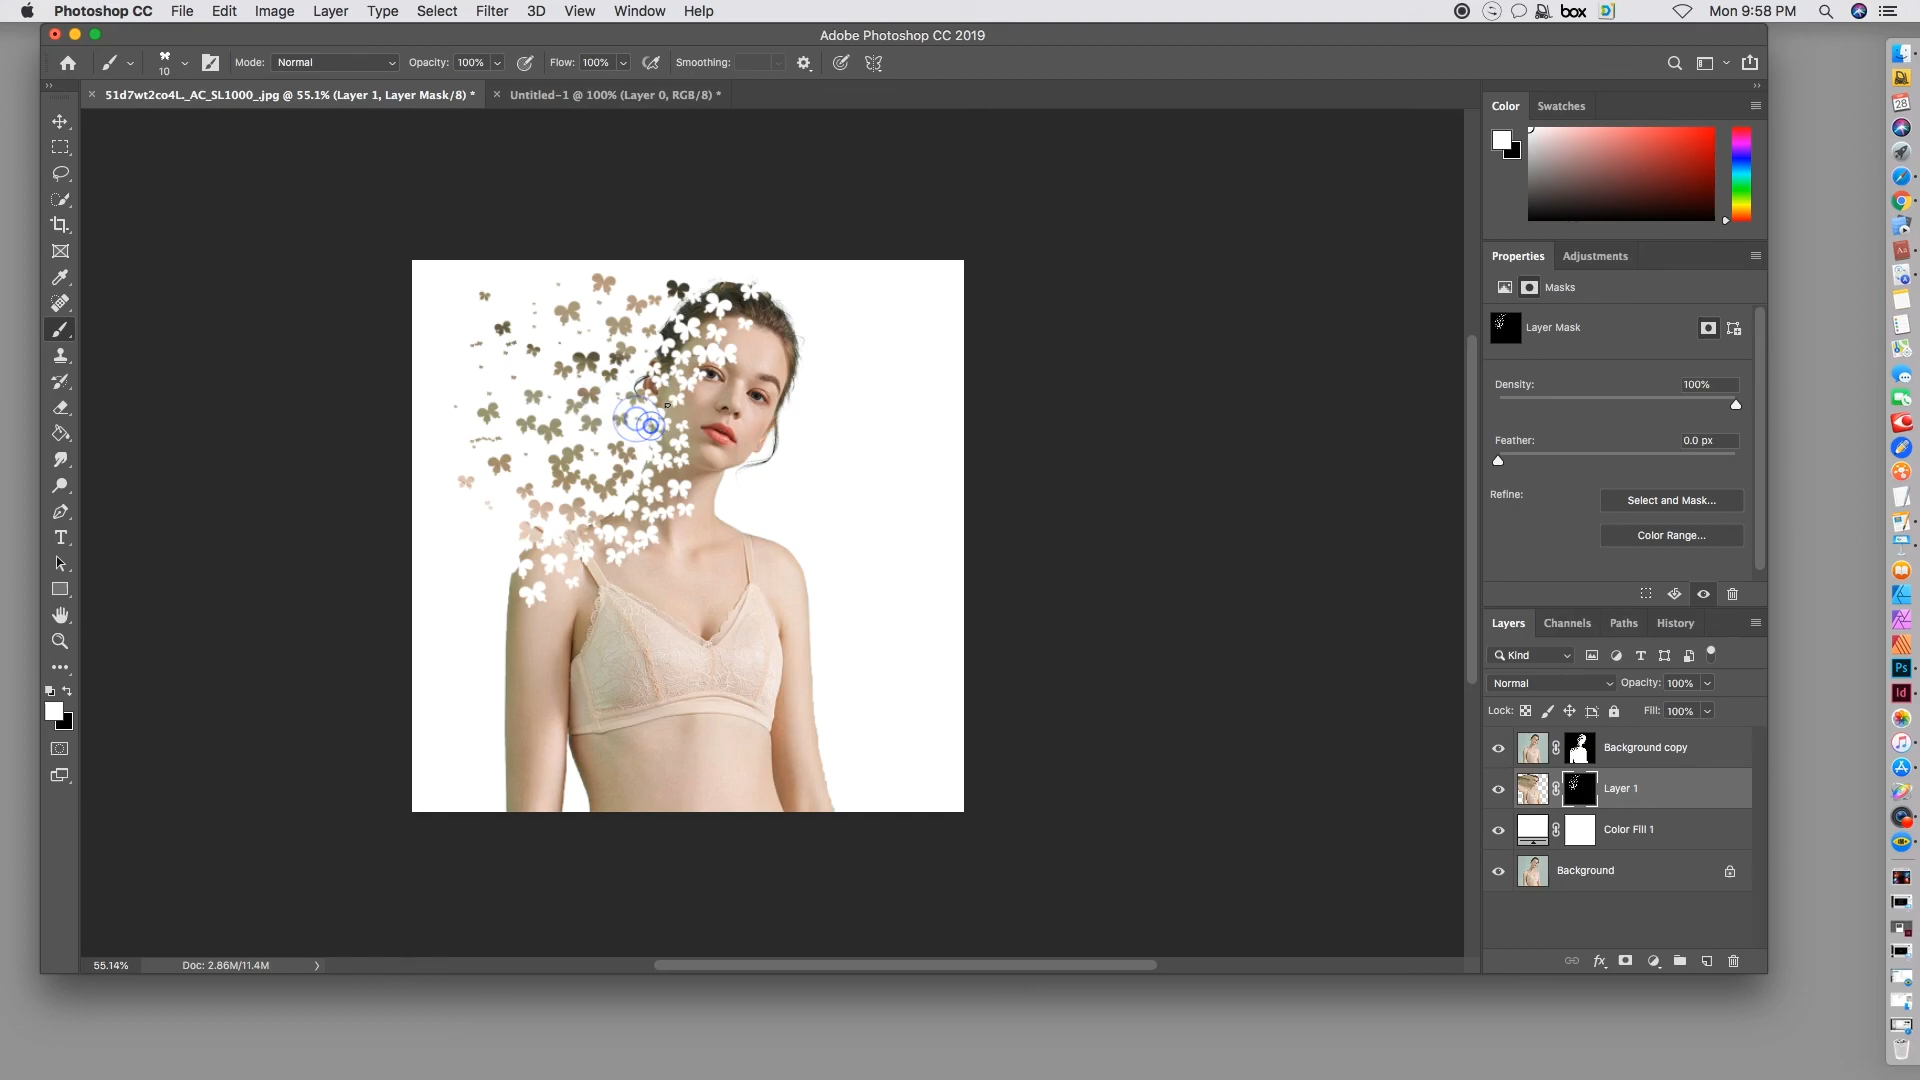 Photoshop CC File Edit Image Layer Type Select Filter 3D View Window Help box Mon 9:58 PM
Adobe Photoshop CC 2019
10 Mode: Normal Opacity: 100% Flow: 100% Smoothing:
51d7wt2co4L._AC_SL1000_.jpg @ 55.1% (Layer 1, Layer Mask/8) * Untitled-1 @ 100% (Layer 0, RGB/8) *
Color Swatches
Properties Adjustments
Masks
Layer Mask
Density: 100%
Feather: 0.0 px
Refine: Select and Mask...
Color Range...
Layers Channels Paths History
Kind
Normal Opacity: 100%
Lock: Fill: 100%
Background copy
Layer 1
Color Fill 1
Background
55.14% Doc: 2.86M/11.4M
28
Ps
Id